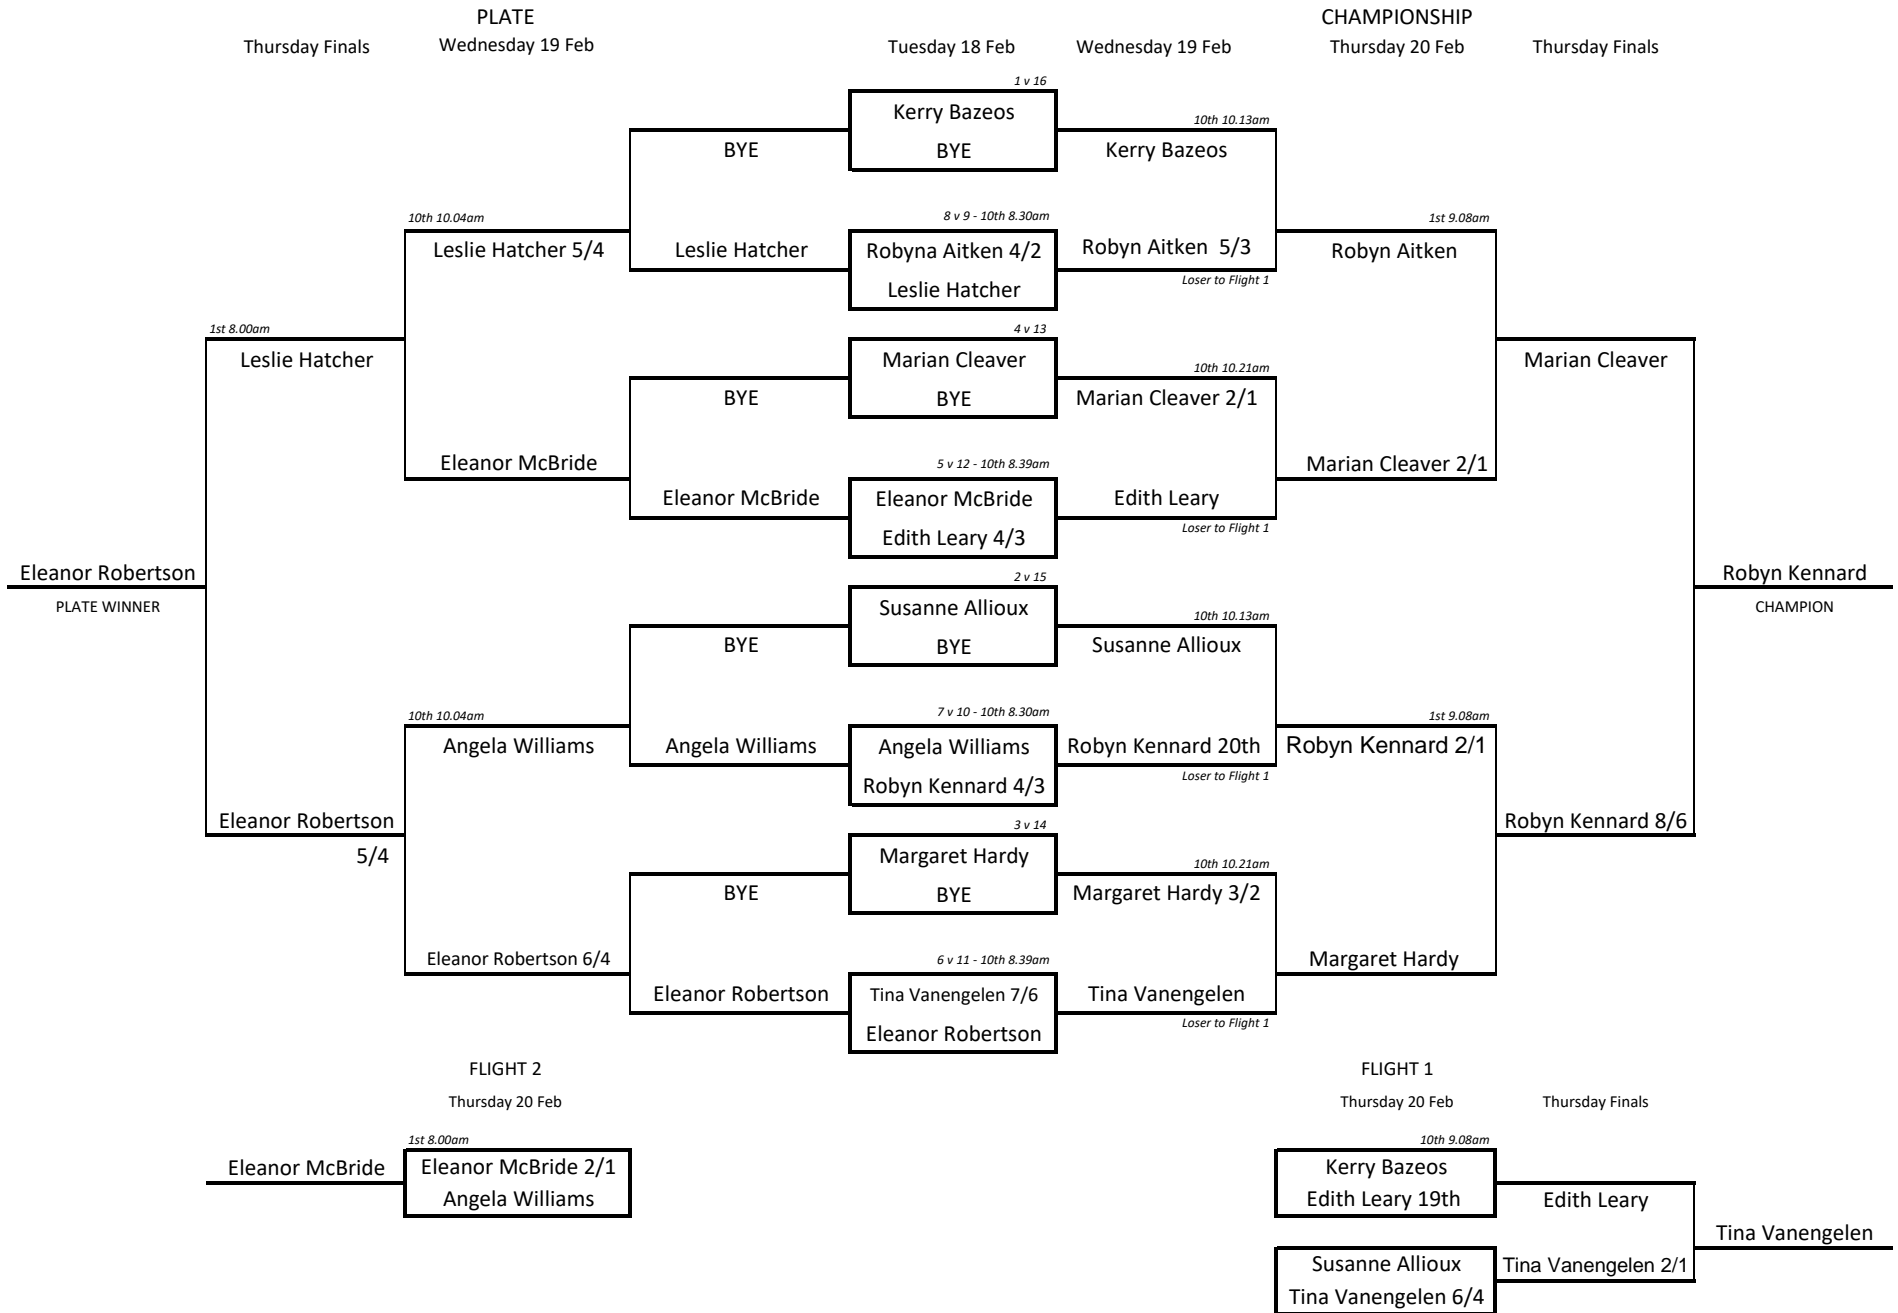 PLATE
CHAMPIONSHIP
Thursday Finals
Wednesday 19 Feb
Tuesday 18 Feb
Wednesday 19 Feb
Thursday 20 Feb
Thursday Finals
1 v 16
Kerry Bazeos
10th 10.13am
BYE
BYE
Kerry Bazeos
10th 10.04am
8 v 9 - 10th 8.30am
1st 9.08am
Leslie Hatcher 5/4
Leslie Hatcher
Robyna Aitken 4/2
Robyn Aitken 5/3
Robyn Aitken
Leslie Hatcher
Loser to Flight 1
1st 8.00am
4 v 13
Leslie Hatcher
Marian Cleaver
Marian Cleaver
10th 10.21am
BYE
BYE
Marian Cleaver 2/1
Eleanor McBride
5 v 12 - 10th 8.39am
Marian Cleaver 2/1
Eleanor McBride
Eleanor McBride
Edith Leary
Edith Leary 4/3
Loser to Flight 1
Eleanor Robertson
2 v 15
Robyn Kennard
PLATE WINNER
Susanne Allioux
CHAMPION
10th 10.13am
BYE
BYE
Susanne Allioux
10th 10.04am
7 v 10 - 10th 8.30am
1st 9.08am
Angela Williams
Angela Williams
Angela Williams
Robyn Kennard 20th
Robyn Kennard 2/1
Robyn Kennard 4/3
Loser to Flight 1
Eleanor Robertson
3 v 14
Robyn Kennard 8/6
5/4
Margaret Hardy
10th 10.21am
BYE
BYE
Margaret Hardy 3/2
Eleanor Robertson 6/4
6 v 11 - 10th 8.39am
Margaret Hardy
Eleanor Robertson
Tina Vanengelen 7/6
Tina Vanengelen
Eleanor Robertson
Loser to Flight 1
FLIGHT 2
FLIGHT 1
Thursday 20 Feb
Thursday 20 Feb
Thursday Finals
1st 8.00am
10th 9.08am
Eleanor McBride
Eleanor McBride 2/1
Kerry Bazeos
Angela Williams
Edith Leary 19th
Edith Leary
Tina Vanengelen
Susanne Allioux
Tina Vanengelen 2/1
Tina Vanengelen 6/4